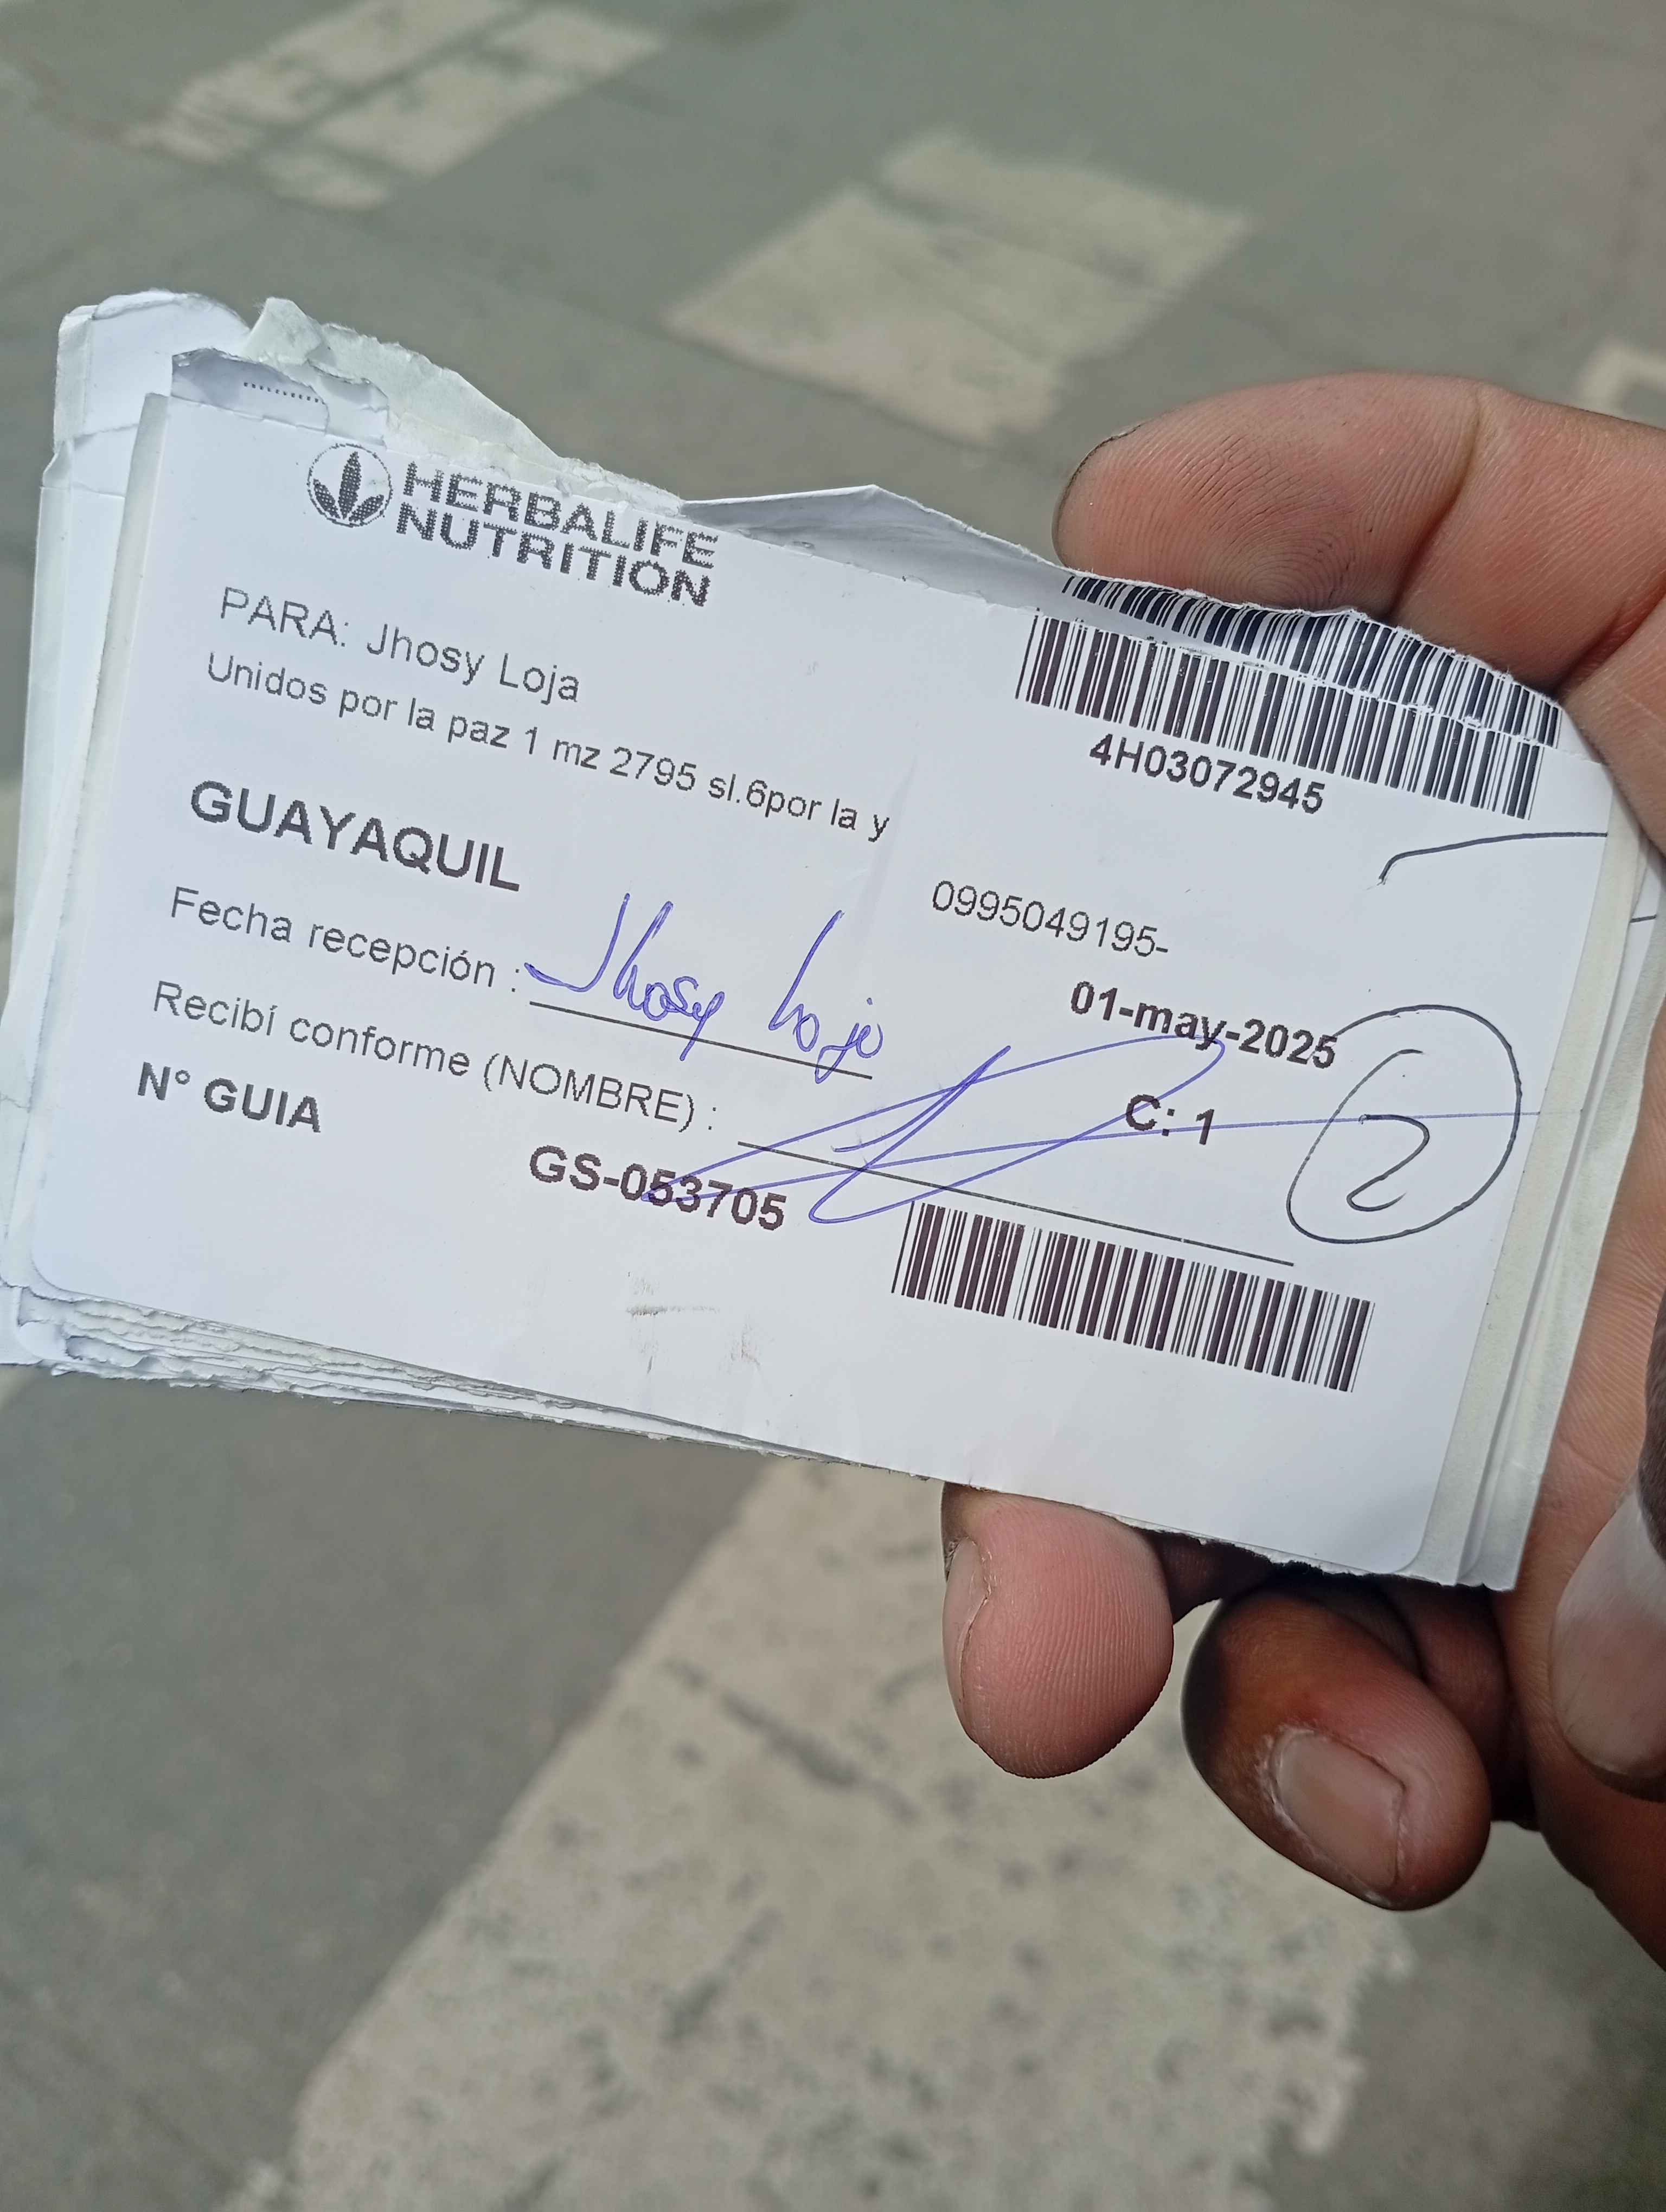 HERBALIFE
NUTRITION
PARA: Jhosy Loja
Unidos por la paz 1 mz 2795 sl.6por la y
4H03072945
GUAYAQUIL
0995049195-
Fecha recepción : Jhosy Loja
01-may-2025
Recibí conforme (NOMBRE) :
C: 1
2
N° GUIA
GS-053705